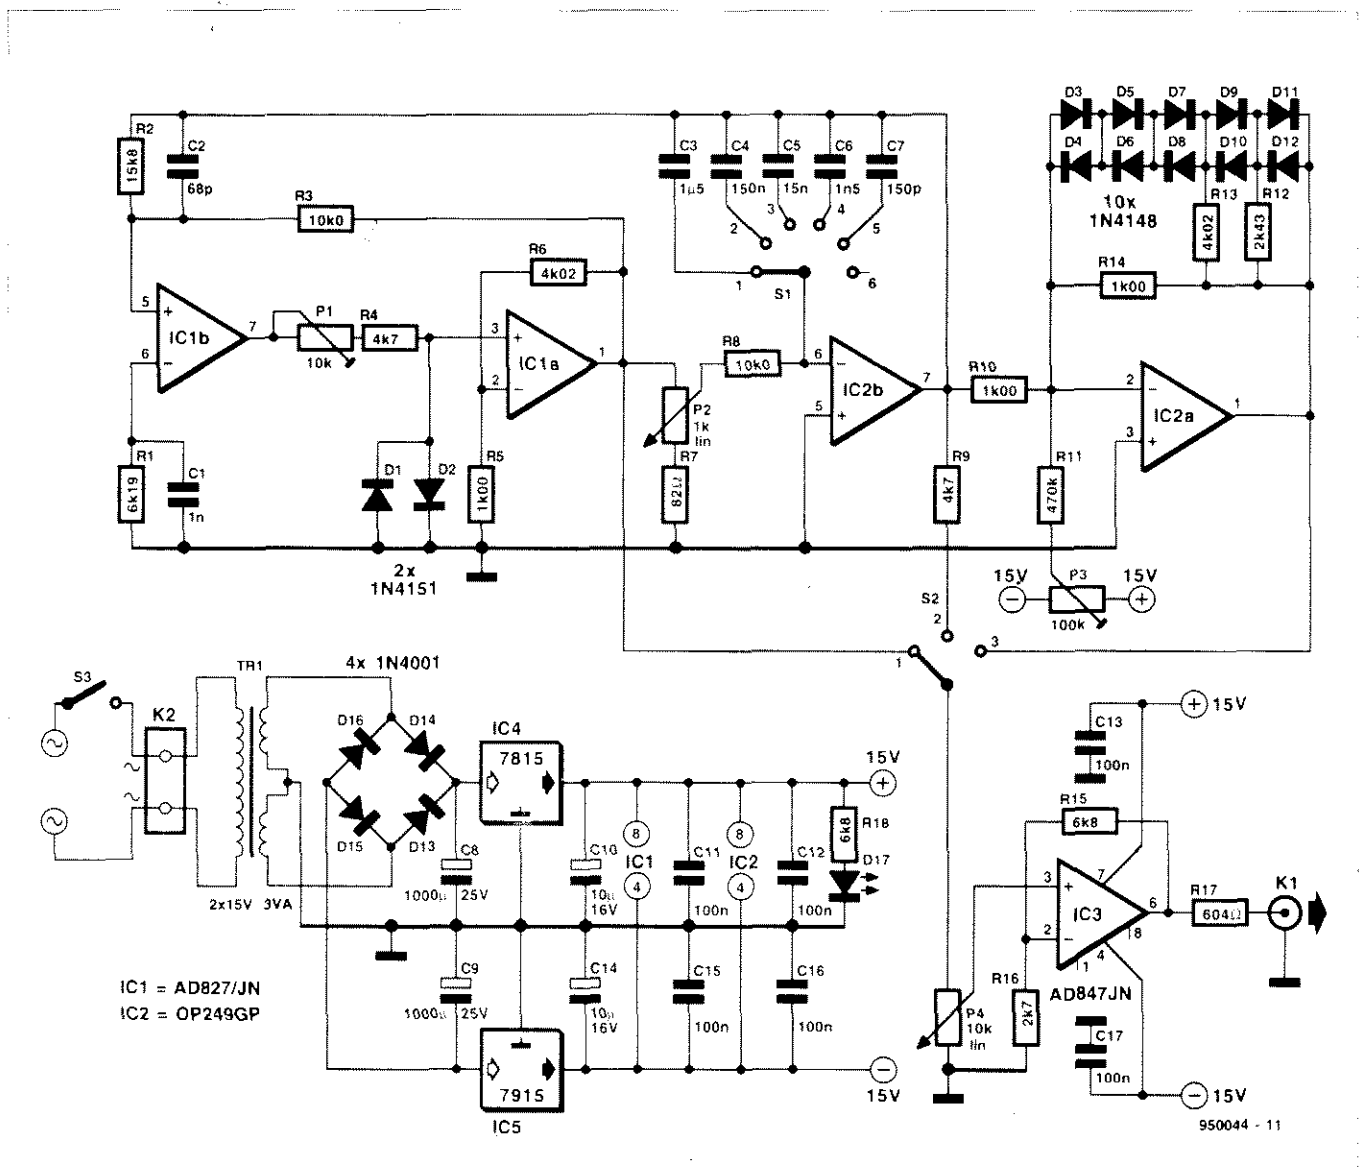 D3 D5 D7 D9 D11
D4 D6 D8 D10 D12
10x
1N4148
R13
4k02
R12
2k43
R14
1k00
R2
15k8
C2
68p
C3
1µ5
C4
150n
C5
15n
C6
1n5
C7
150p
R3
10k0
R6
4k02
1 2 3 4 5 6
S1
5 +
6 −
IC1b
7
P1
10k
R4
4k7
3 +
2 −
IC1a
1
P2
1k
lin
R8
10k0
6 −
5 +
IC2b
7
R10
1k00
2 −
3 +
IC2a
1
R1
6k19
C1
1n
D1
D2
R5
1k00
R7
82Ω
R9
4k7
R11
470k
2x
1N4151
15V
−
P3
100k
15V
+
S2
1 2 3
S3
K2
TR1
2x15V 3VA
4x 1N4001
D16
D14
D15
D13
IC4
7815
15V
+
C8
1000µ 25V
C10
10µ
16V
8
IC1
4
C11
100n
8
IC2
4
C12
100n
R18
6k8
D17
C9
1000µ 25V
C14
10µ
16V
C15
100n
C16
100n
7915
IC5
−
15V
IC1 = AD827/JN
IC2 = OP249GP
+ 15V
C13
100n
R15
6k8
3 +
2 −
7
IC3
6
8
4
1
AD847JN
R17
604Ω
K1
P4
10k
lin
R16
2k7
C17
100n
− 15V
950044 - 11